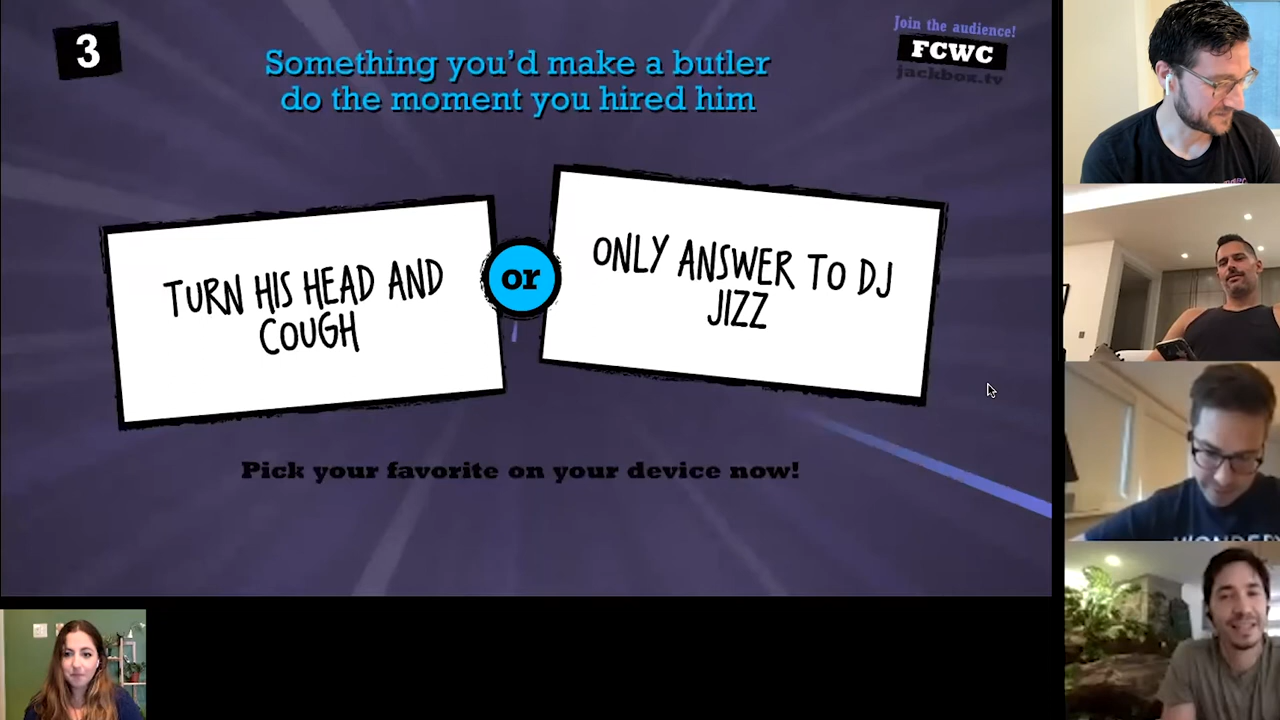 3
Join the audience!
FCWC
jackbox.tv
Something you'd make a butler
do the moment you hired him
TURN HIS HEAD AND
COUGH
or
ONLY ANSWER TO DJ
JIZZ
Pick your favorite on your device now!